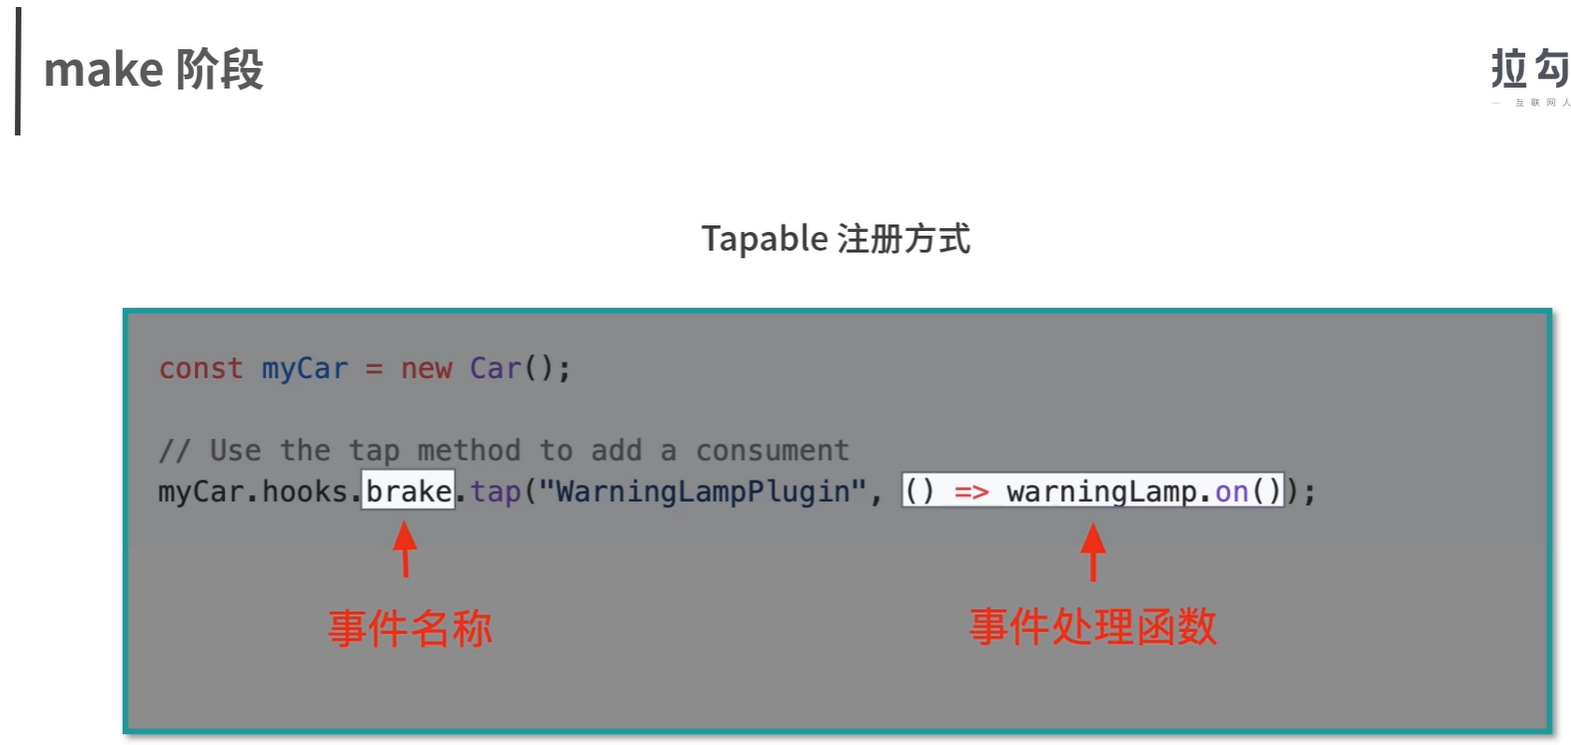 make 阶段
拉勾
— 互联网人
Tapable 注册方式
const myCar = new Car();
// Use the tap method to add a consument
myCar.hooks.brake.tap("WarningLampPlugin", () => warningLamp.on());
事件名称
事件处理函数